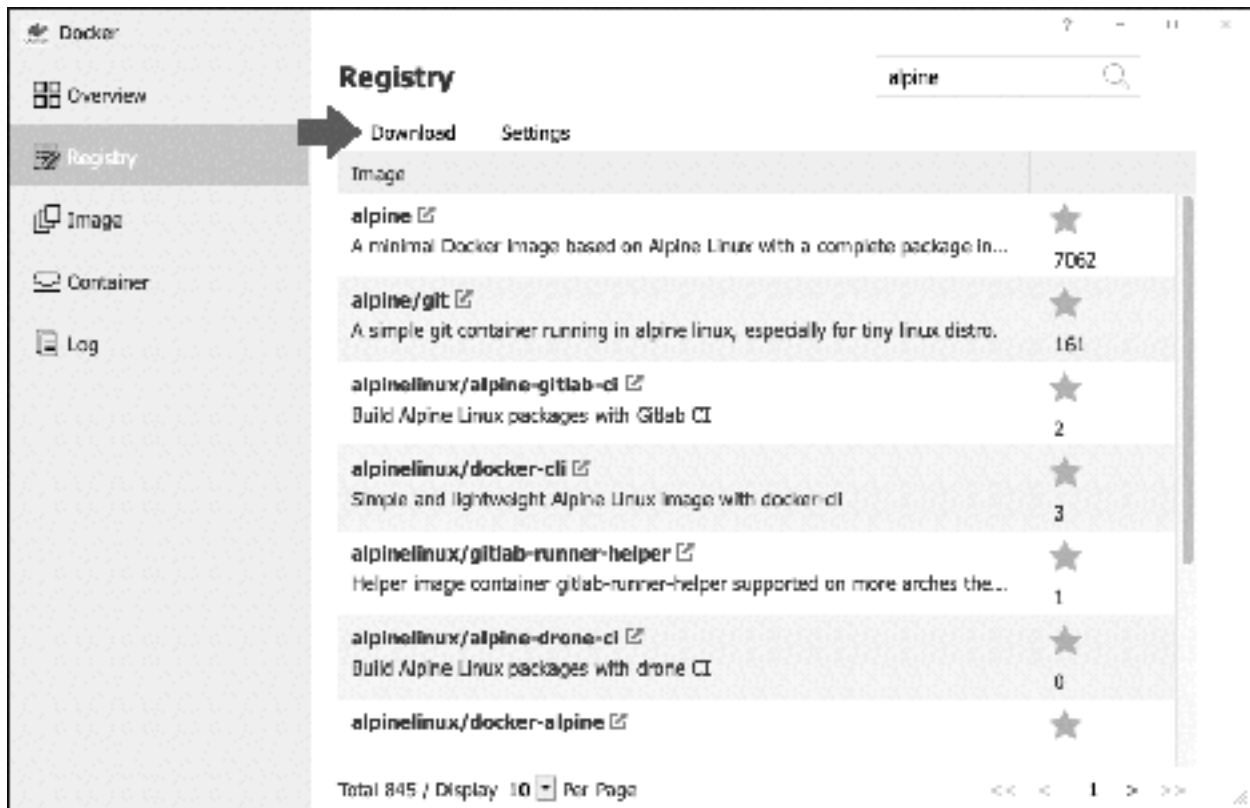 Docker
?
Registry
alpine
Overview
Download Settings
Registry
Image
Image
alpine
A minimal Docker image based on Alpine Linux with a complete package in...
7062
Container
alpine/git
A simple git container running in alpine linux, especially for tiny linux distro.
161
Log
alpinelinux/alpine-gitlab-ci
Build Alpine Linux packages with Gitlab CI
2
alpinelinux/docker-cli
Simple and lightweight Alpine Linux image with docker-cli
3
alpinelinux/gitlab-runner-helper
Helper image container gitlab-runner-helper supported on more arches the...
1
alpinelinux/alpine-drone-ci
Build Alpine Linux packages with drone CI
0
alpinelinux/docker-alpine
Total 845 / Display 10 Per Page
<< < 1 > >>